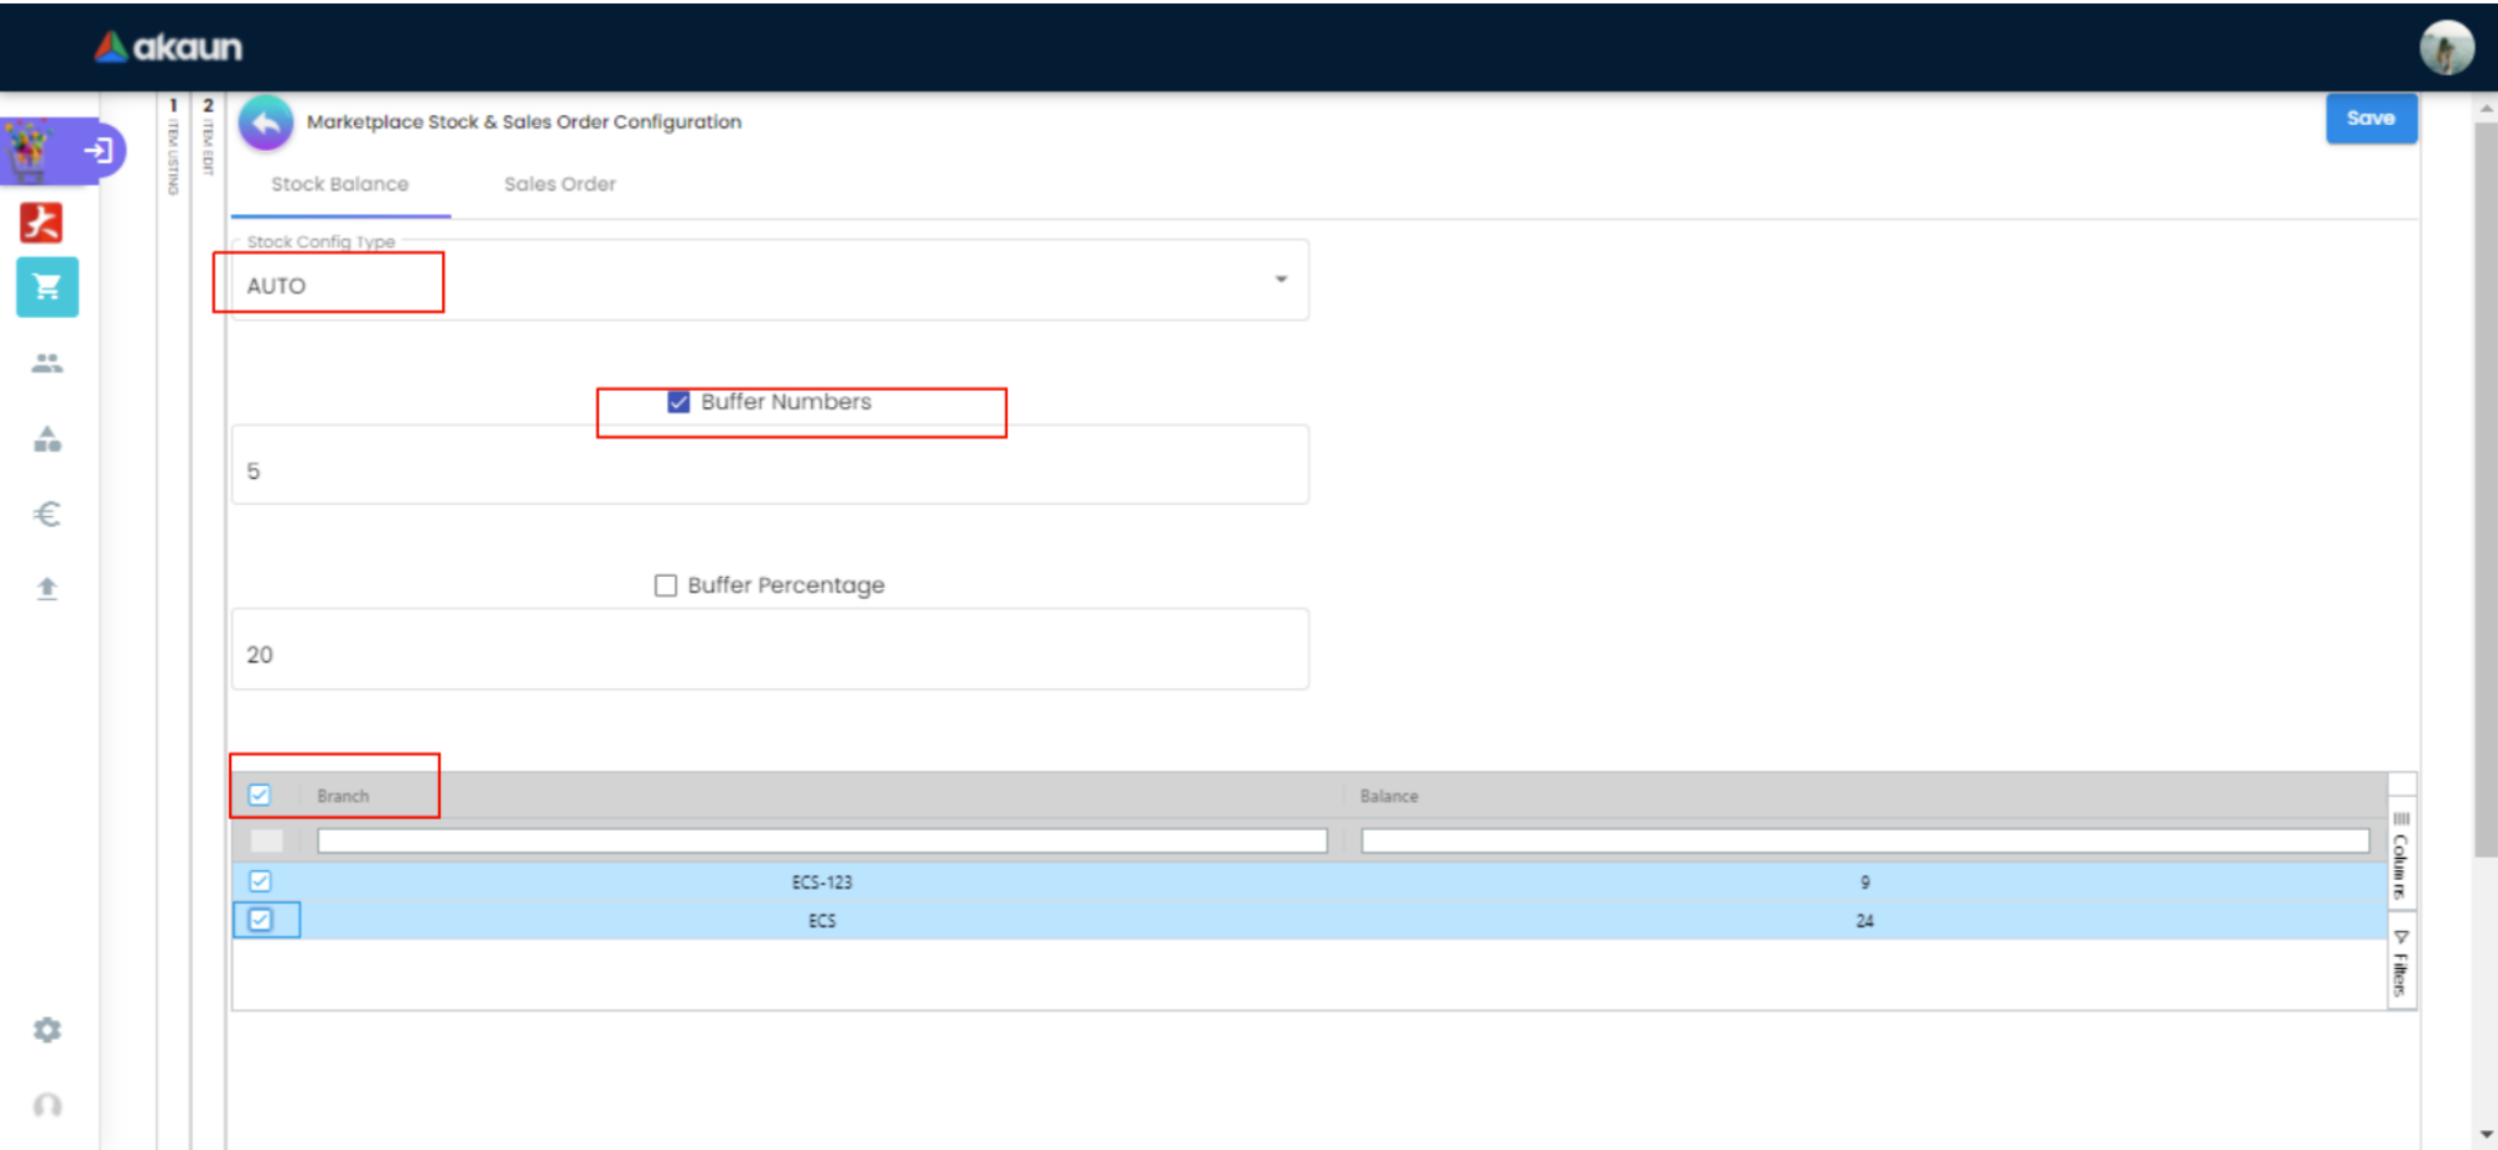 akaun
1 ITEM LISTING
2 ITEM EDIT
Marketplace Stock & Sales Order Configuration
Save
Stock Balance
Sales Order
Stock Config Type
AUTO
Buffer Numbers
5
Buffer Percentage
20
Branch
Balance
ECS-123
9
ECS
24
Columns
Filters